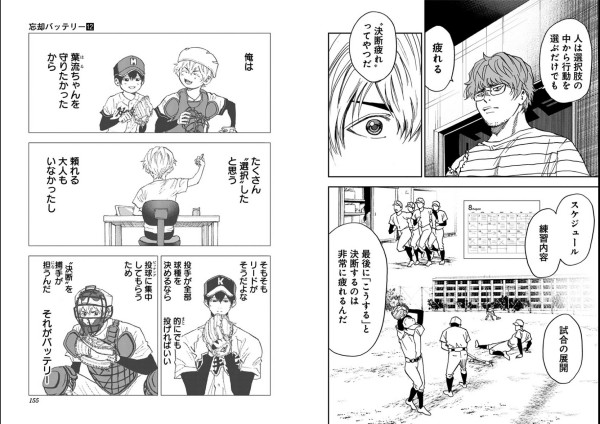 人は選択肢の
中から行動を
選ぶだけでも
疲れる
“決断疲れ”
ってやつだ
スケジュール
練習内容
試合の展開
最後に「こうする」と
決断するのは
非常に疲れるんだ
忘却バッテリー12
俺は
葉流ちゃんを
守りたかった
から
たくさん
“選択”した
と思う
頼れる
大人も
いなかったし
そもそも
リードが
そうだよな
投手が全部
球種を
決めるなら
的にでも
投げればいい
投球に集中
してもらう
ため
“決断”を
捕手が
担うんだ
それがバッテリー
155